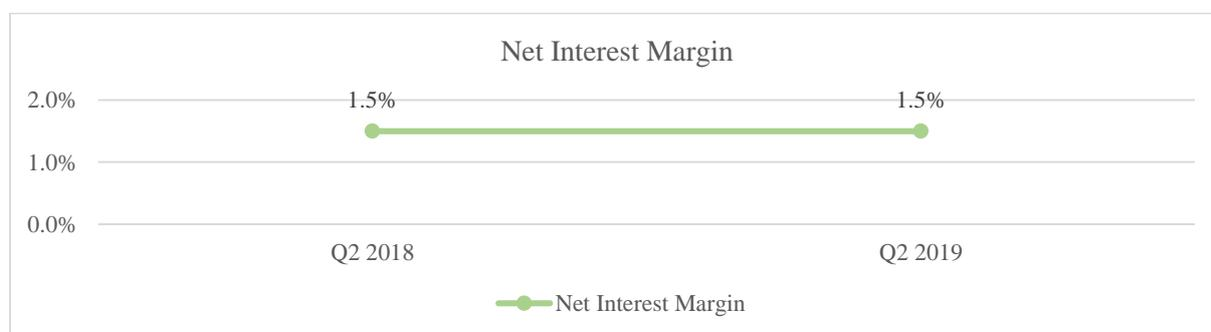 Net Interest Margin
2.0%
1.5%
1.5%
1.0%
0.0%
Q2 2018
Q2 2019
Net Interest Margin